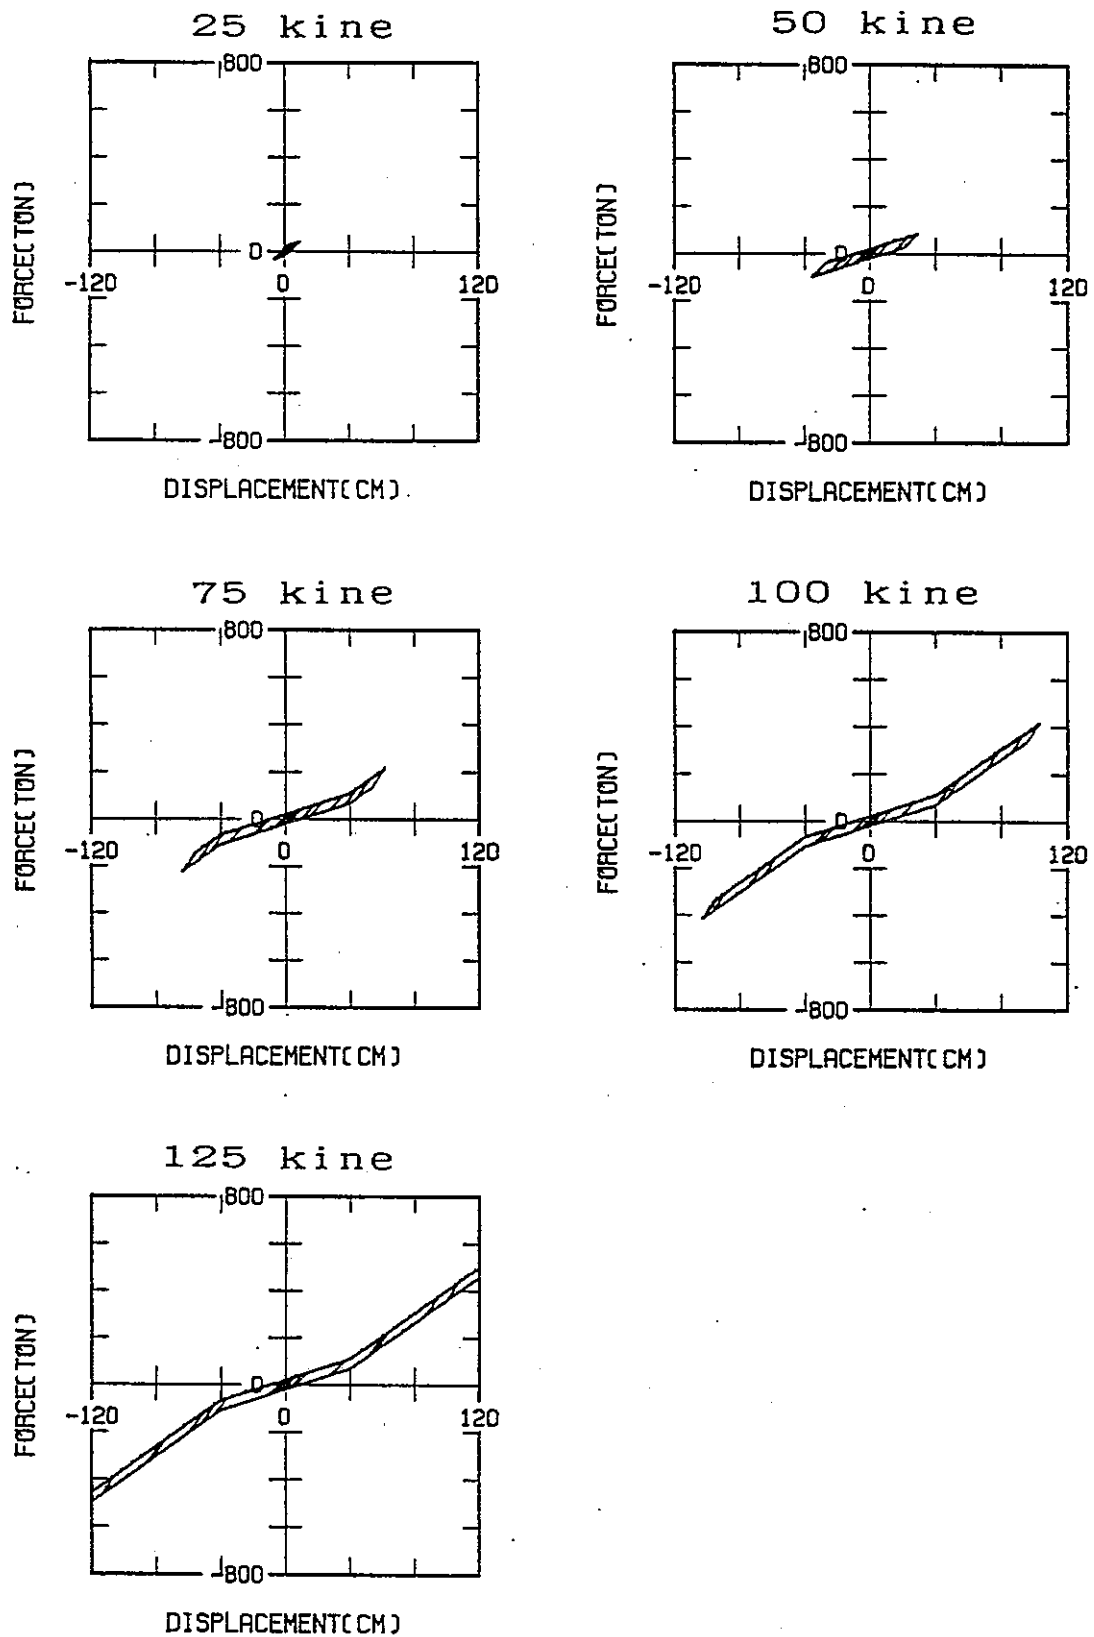 25 kine
800
0
-120
0
120
-800
FORCE(TON)
DISPLACEMENT(CM)
50 kine
800
0
-120
0
120
-800
FORCE(TON)
DISPLACEMENT(CM)
75 kine
800
0
-120
0
120
-800
FORCE(TON)
DISPLACEMENT(CM)
100 kine
800
0
-120
0
120
-800
FORCE(TON)
DISPLACEMENT(CM)
125 kine
800
0
-120
0
120
-800
FORCE(TON)
DISPLACEMENT(CM)